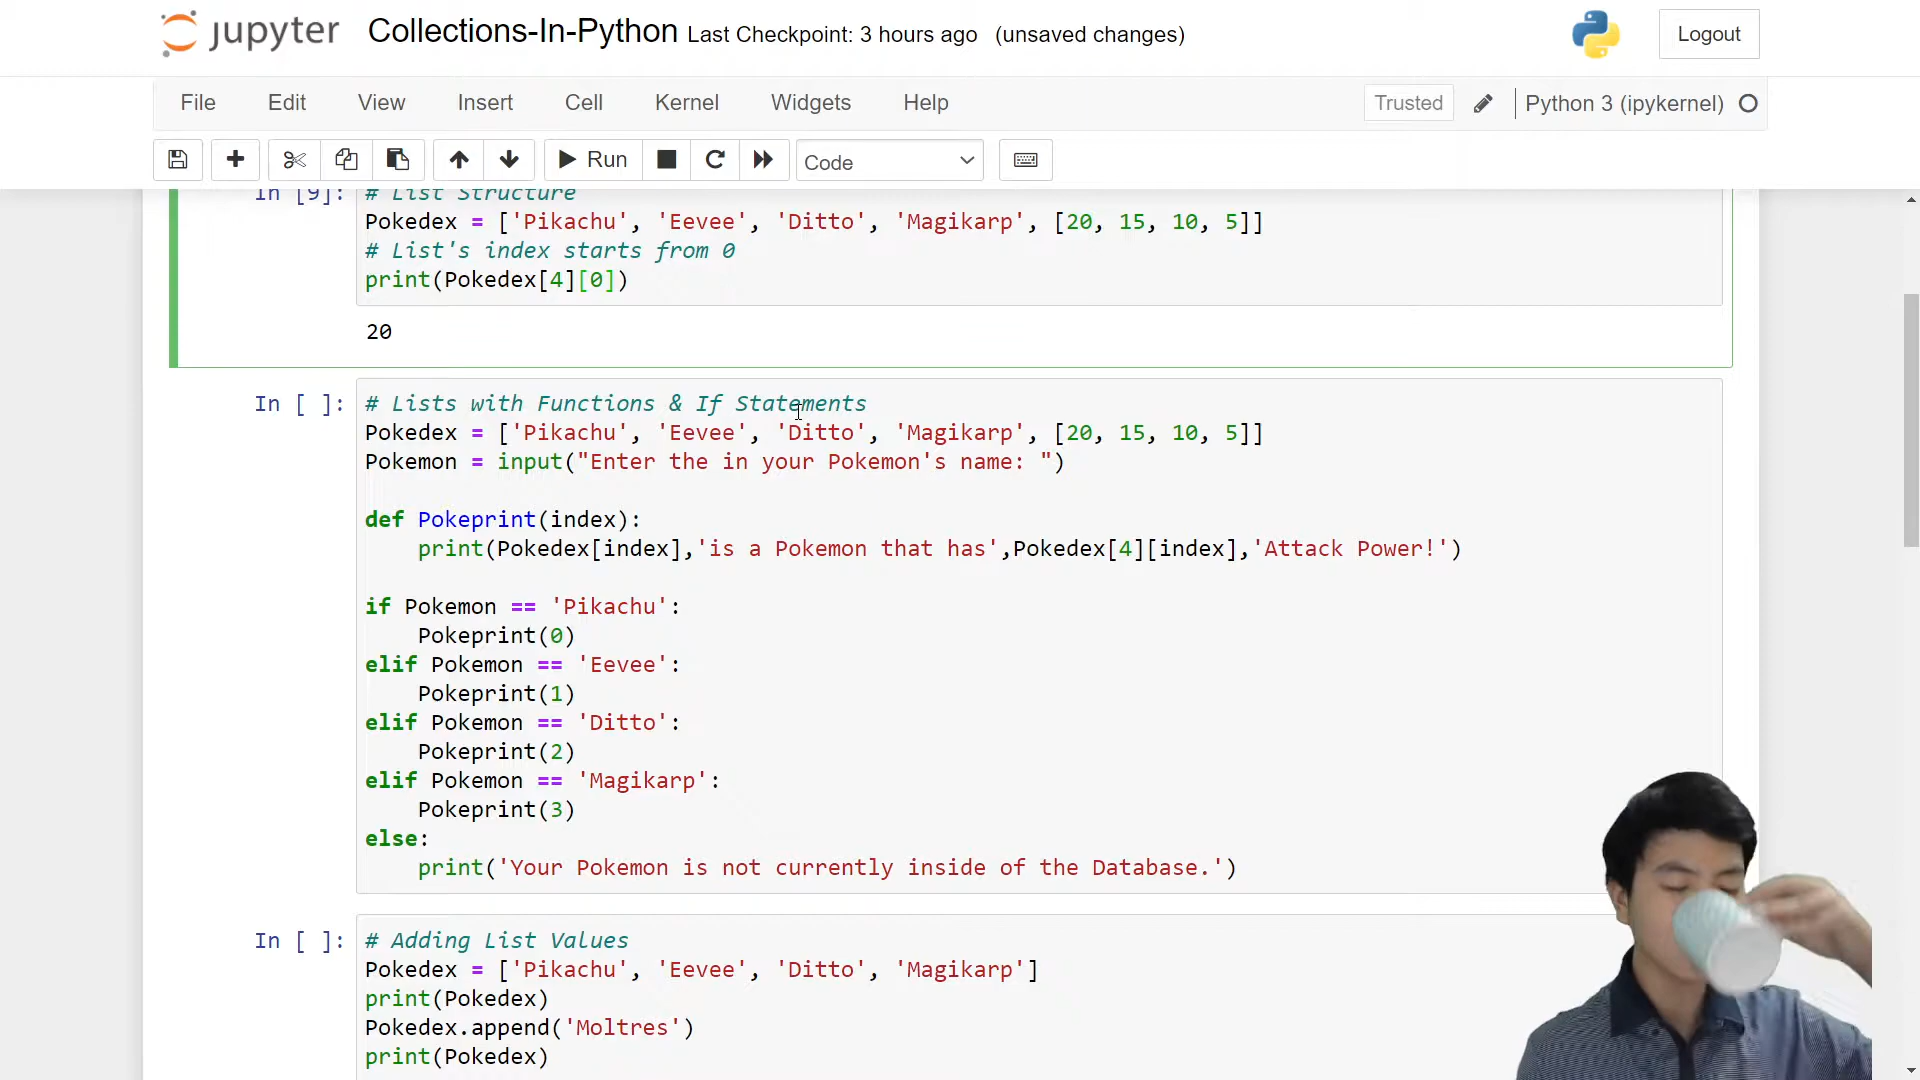 jupyter Collections-In-Python Last Checkpoint: 3 hours ago (unsaved changes) Logout
File Edit View Insert Cell Kernel Widgets Help Trusted Python 3 (ipykernel)
Run Code
In [9]: # List Structure
Pokedex = ['Pikachu', 'Eevee', 'Ditto', 'Magikarp', [20, 15, 10, 5]]
# List's index starts from 0
print(Pokedex[4][0])
20
In [ ]: # Lists with Functions & If Statements
Pokedex = ['Pikachu', 'Eevee', 'Ditto', 'Magikarp', [20, 15, 10, 5]]
Pokemon = input("Enter the in your Pokemon's name: ")
def Pokeprint(index):
print(Pokedex[index],'is a Pokemon that has',Pokedex[4][index],'Attack Power!')
if Pokemon == 'Pikachu':
Pokeprint(0)
elif Pokemon == 'Eevee':
Pokeprint(1)
elif Pokemon == 'Ditto':
Pokeprint(2)
elif Pokemon == 'Magikarp':
Pokeprint(3)
else:
print('Your Pokemon is not currently inside of the Database.')
In [ ]: # Adding List Values
Pokedex = ['Pikachu', 'Eevee', 'Ditto', 'Magikarp']
print(Pokedex)
Pokedex.append('Moltres')
print(Pokedex)